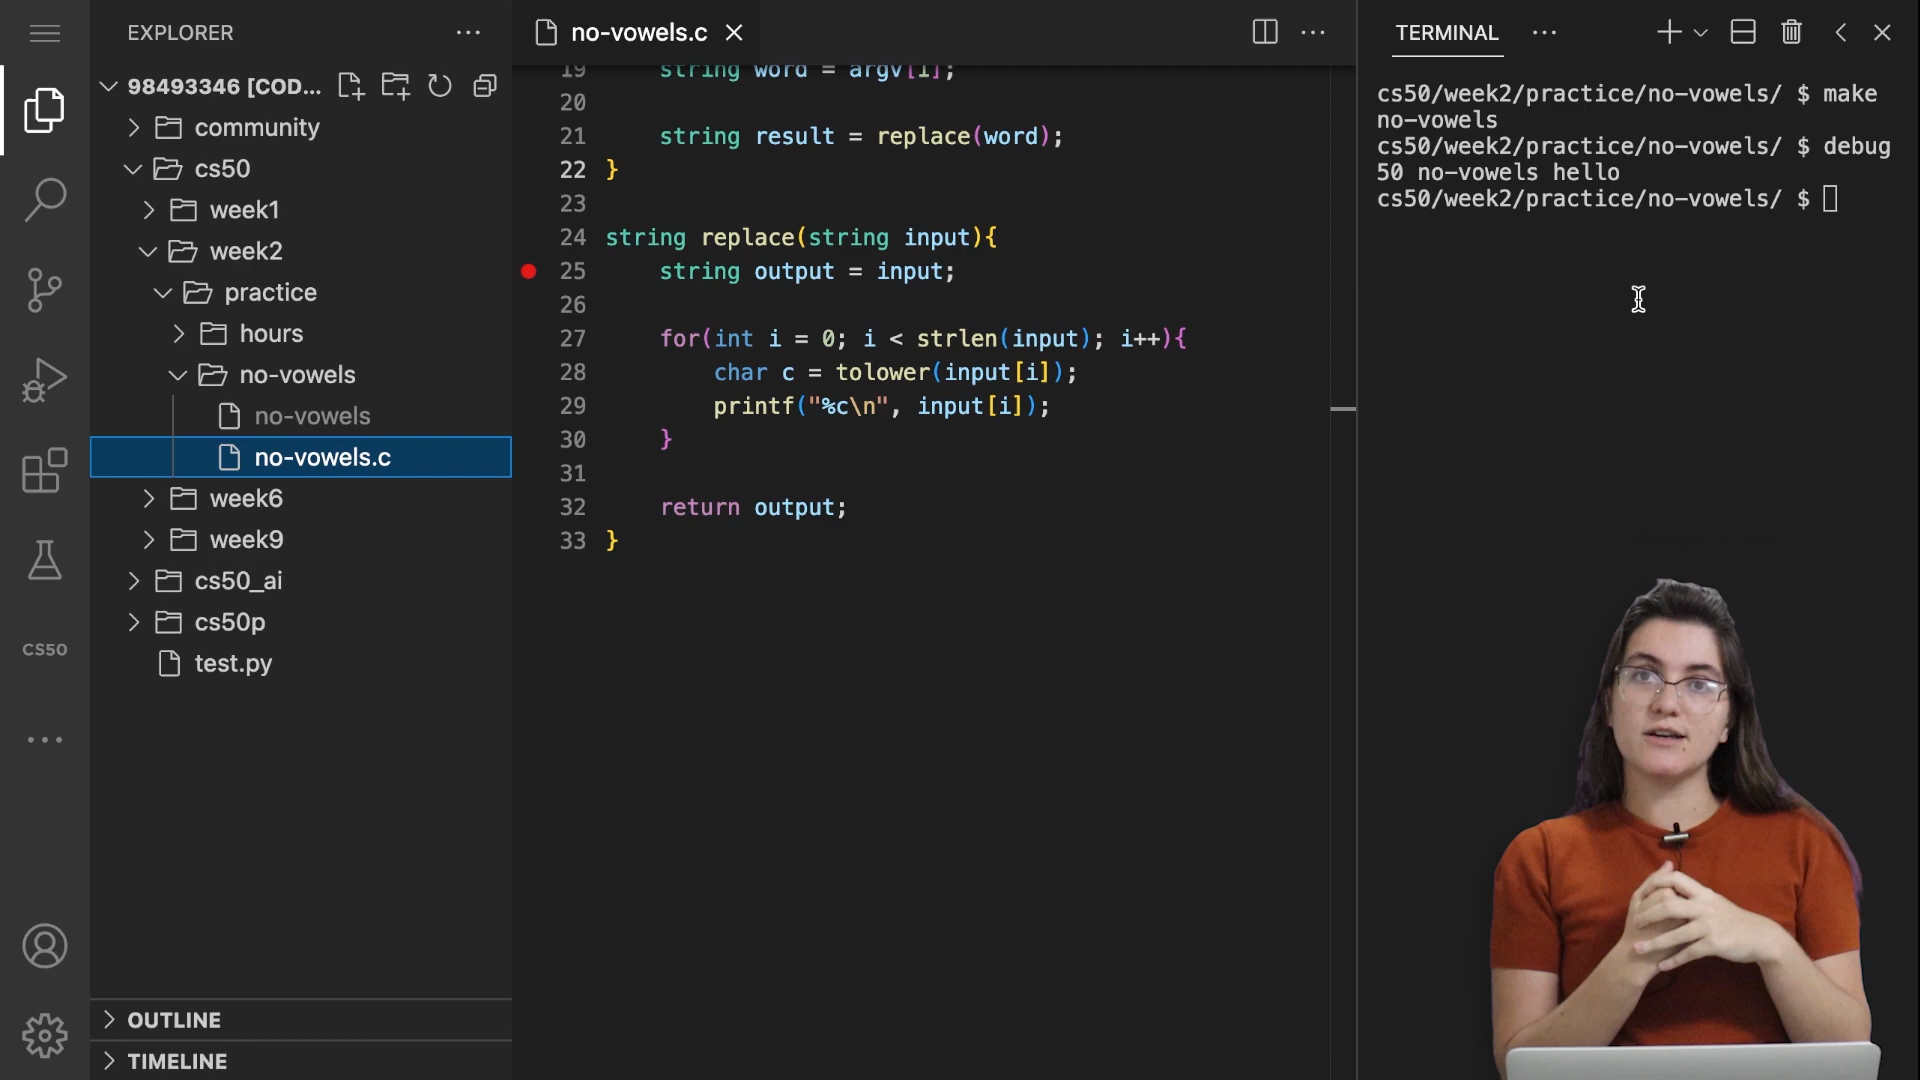 EXPLORER
98493346 [COD...
community
cs50
week1
week2
practice
hours
no-vowels
no-vowels
no-vowels.c
week6
week9
cs50_ai
cs50p
test.py
OUTLINE
TIMELINE
CS50
no-vowels.c
19 string word = argv[1];
20
21 string result = replace(word);
22 }
23
24 string replace(string input){
25 string output = input;
26
27 for(int i = 0; i < strlen(input); i++){
28 char c = tolower(input[i]);
29 printf("%c\n", input[i]);
30 }
31
32 return output;
33 }
TERMINAL
cs50/week2/practice/no-vowels/ $ make
no-vowels
cs50/week2/practice/no-vowels/ $ debug
50 no-vowels hello
cs50/week2/practice/no-vowels/ $